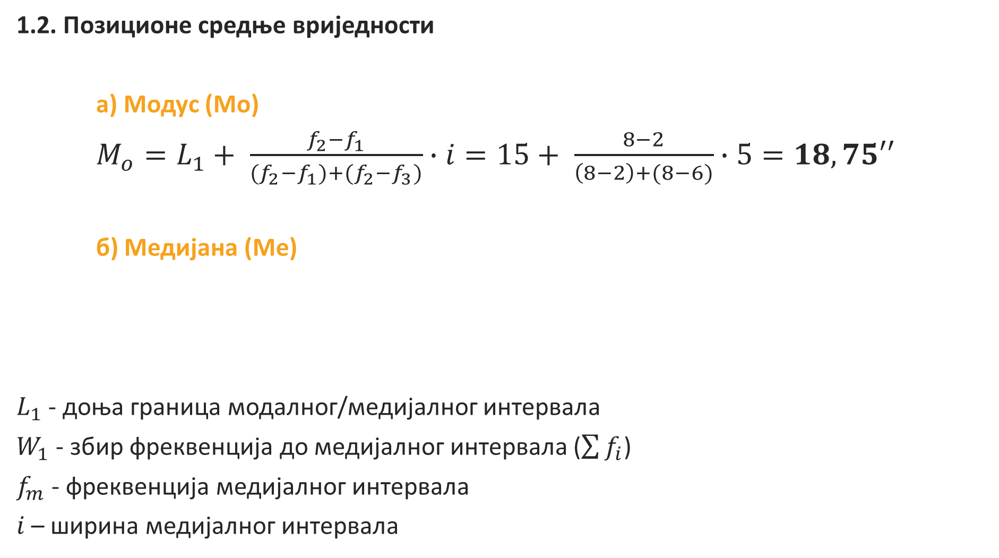 1.2. Позиционе средње вриједности
а) Модус (Мо)
$M_o = L_1 + \frac{f_2-f_1}{(f_2-f_1)+(f_2-f_3)} \cdot i = 15 + \frac{8-2}{(8-2)+(8-6)} \cdot 5 = \mathbf{18,75}''$
б) Медијана (Ме)
$L_1$ - доња граница модалног/медијалног интервала
$W_1$ - збир фреквенција до медијалног интервала ($\sum f_i$)
$f_m$ - фреквенција медијалног интервала
$i$ – ширина медијалног интервала